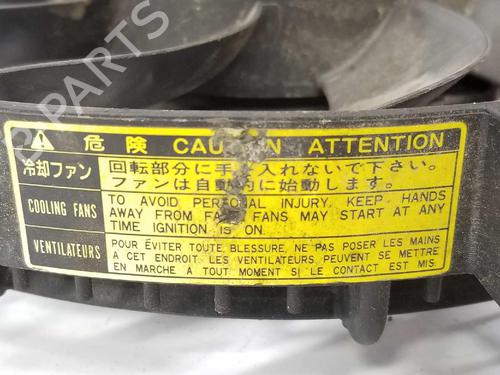 PARTS
危険 CAUTION ATTENTION
冷却ファン
回転部分に手を入れないで下さい。
ファンは自動的に始動します。
COOLING FANS
TO AVOID PERSONAL INJURY, KEEP HANDS
AWAY FROM FANS. FANS MAY START AT ANY
TIME IGNITION IS ON.
VENTILATEURS
POUR ÉVITER TOUTE BLESSURE, NE PAS POSER LES MAINS
A CET ENDROIT. LES VENTILATEURS, PEUVENT SE METTRE
EN MARCHE A TOUT MOMENT SI LE CONTACT EST MIS.